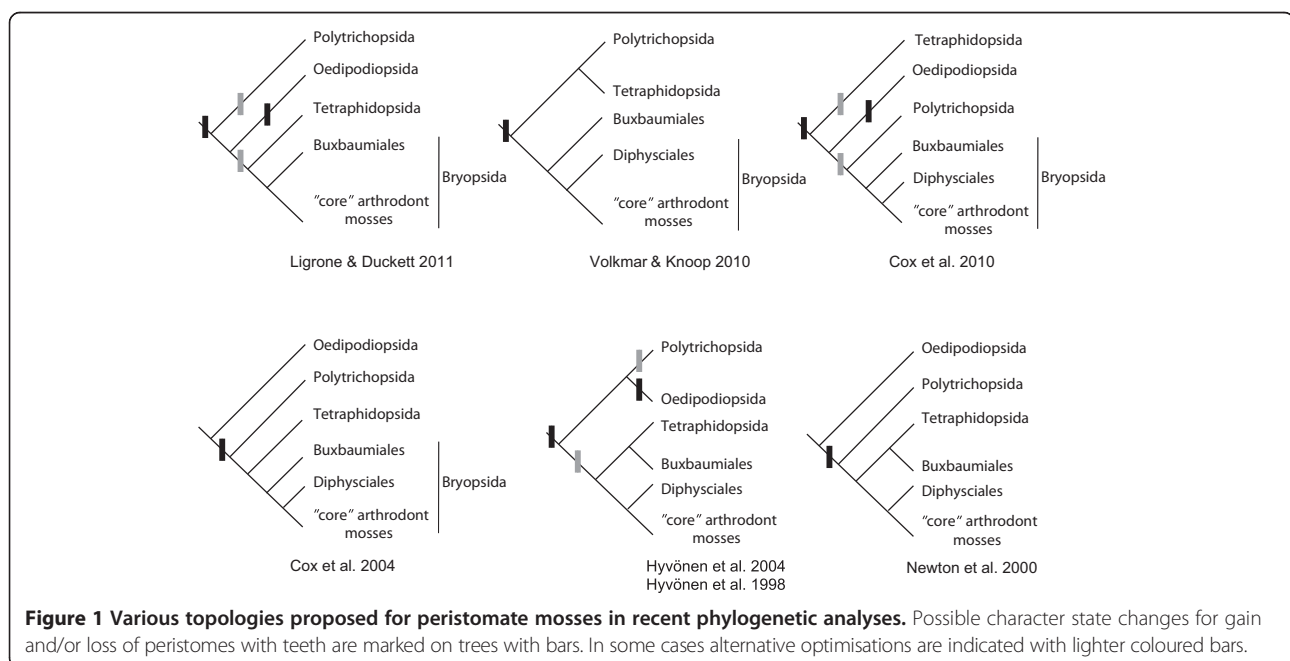 Polytrichopsida
Oedipodiopsida
Tetraphidopsida
Buxbaumiales
"core" arthrodont
mosses
Bryopsida
Ligrone & Duckett 2011
Polytrichopsida
Tetraphidopsida
Buxbaumiales
Diphysciales
"core" arthrodont
mosses
Bryopsida
Volkmar & Knoop 2010
Tetraphidopsida
Oedipodiopsida
Polytrichopsida
Buxbaumiales
Diphysciales
"core" arthrodont
mosses
Bryopsida
Cox et al. 2010
Oedipodiopsida
Polytrichopsida
Tetraphidopsida
Buxbaumiales
Diphysciales
"core" arthrodont
mosses
Bryopsida
Cox et al. 2004
Polytrichopsida
Oedipodiopsida
Tetraphidopsida
Buxbaumiales
Diphysciales
"core" arthrodont
mosses
Hyvönen et al. 2004
Hyvönen et al. 1998
Oedipodiopsida
Polytrichopsida
Tetraphidopsida
Buxbaumiales
Diphysciales
"core" arthrodont
mosses
Newton et al. 2000
Figure 1 Various topologies proposed for peristomate mosses in recent phylogenetic analyses. Possible character state changes for gain
and/or loss of peristomes with teeth are marked on trees with bars. In some cases alternative optimisations are indicated with lighter coloured bars.